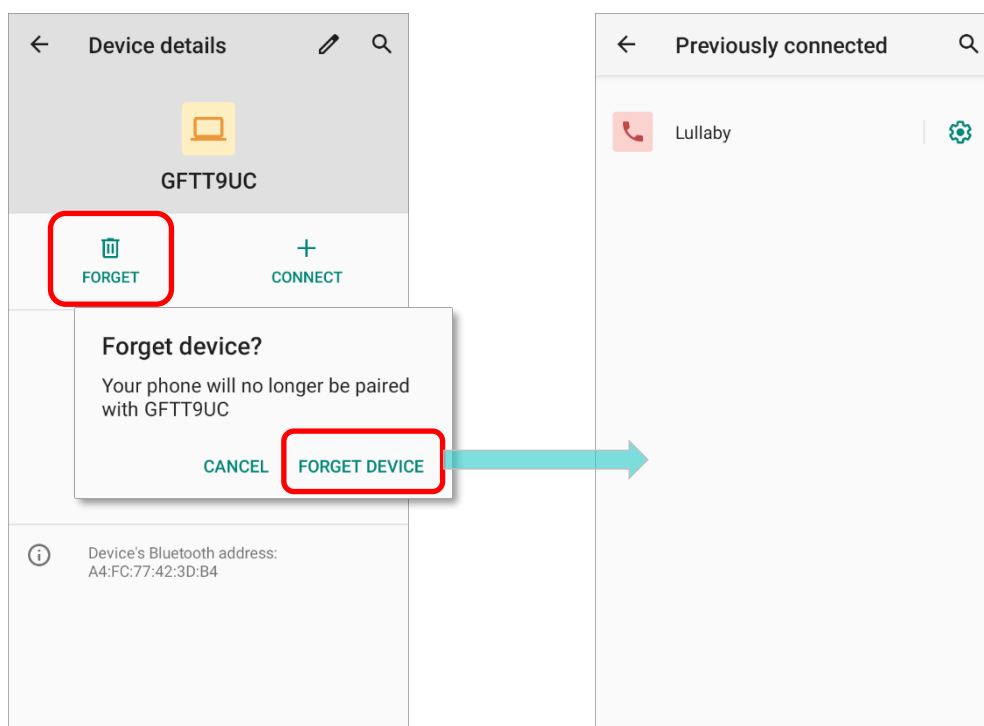 Device details
GFTT9UC
FORGET
CONNECT
Forget device?
Your phone will no longer be paired
with GFTT9UC
CANCEL
FORGET DEVICE
Device's Bluetooth address:
A4:FC:77:42:3D:B4
Previously connected
Lullaby